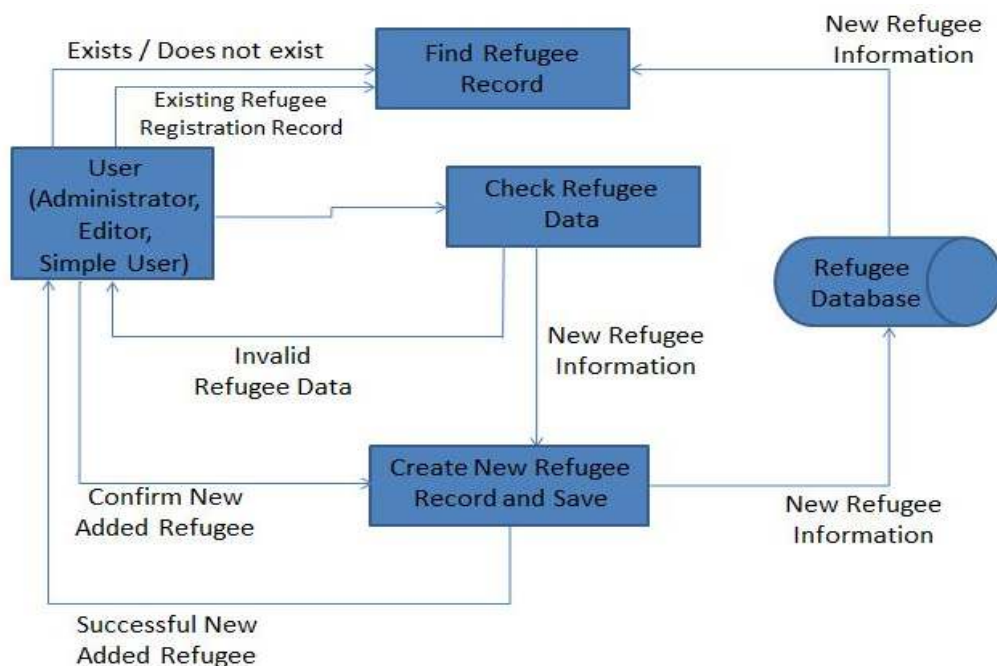 Exists / Does not exist
Find Refugee
Record
New Refugee
Information
Existing Refugee
Registration Record
User
(Administrator,
Editor,
Simple User)
Check Refugee
Data
Refugee
Database
Invalid
Refugee Data
New Refugee
Information
Create New Refugee
Record and Save
Confirm New
Added Refugee
New Refugee
Information
Successful New
Added Refugee